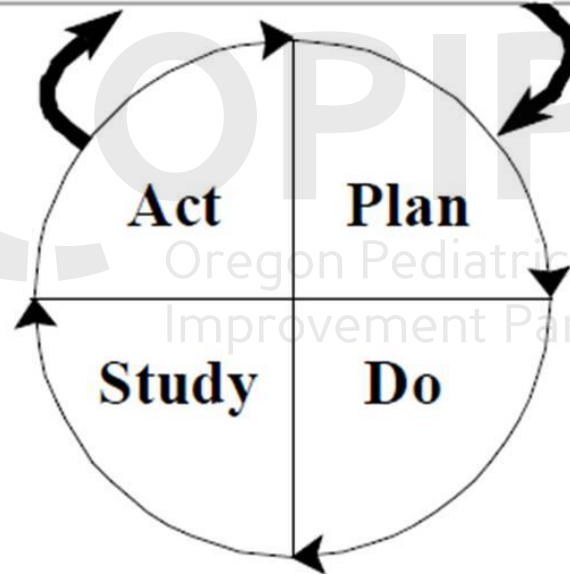 OPIP
Act Plan
Oregon Pediatric
Improvement Par
Study Do